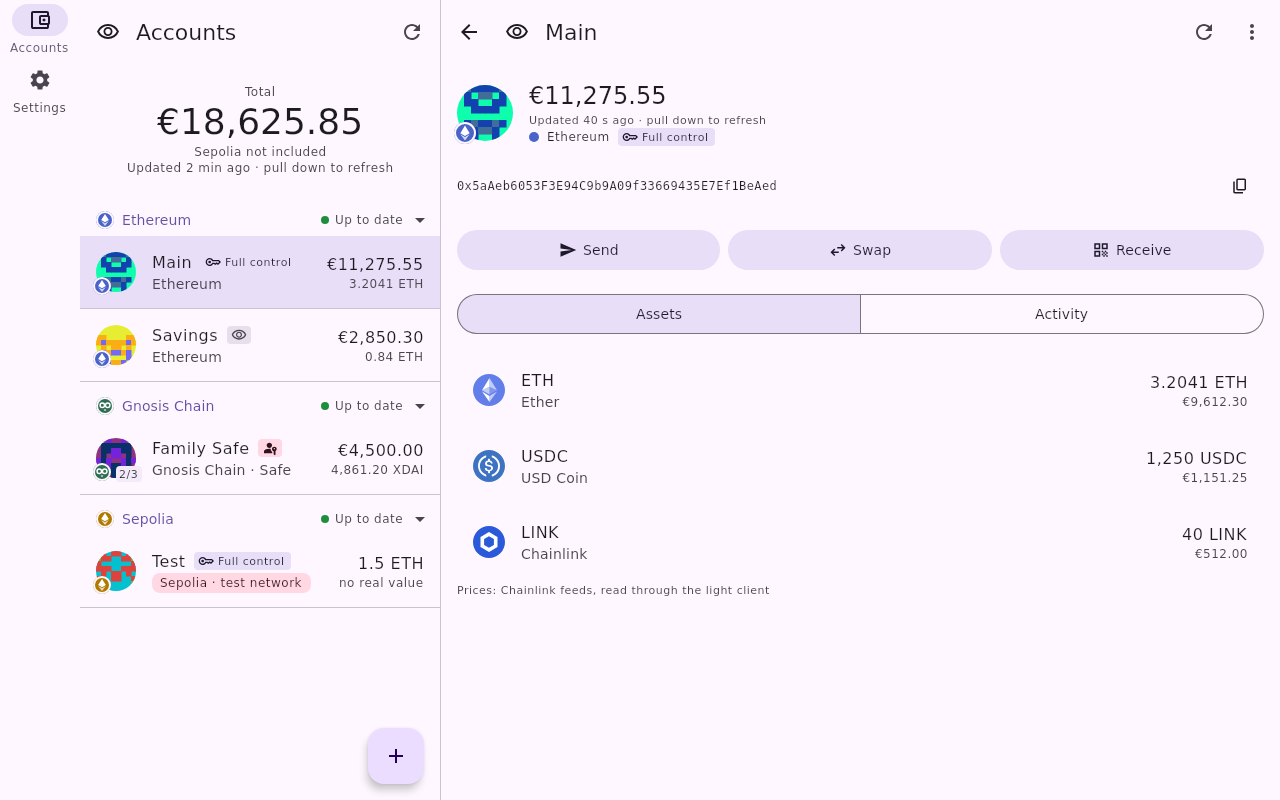 Accounts
Settings
Accounts
Total
€18,625.85
Sepolia not included
Updated 2 min ago · pull down to refresh
Ethereum
Up to date
Main
Full control
€11,275.55
Ethereum
3.2041 ETH
Savings
€2,850.30
Ethereum
0.84 ETH
Gnosis Chain
Up to date
Family Safe
€4,500.00
2/3
Gnosis Chain · Safe
4,861.20 XDAI
Sepolia
Up to date
Test
Full control
1.5 ETH
Sepolia · test network
no real value
Main
€11,275.55
Updated 40 s ago · pull down to refresh
Ethereum
Full control
0x5aAeb6053F3E94C9b9A09f33669435E7Ef1BeAed
Send
Swap
Receive
Assets
Activity
ETH
3.2041 ETH
Ether
€9,612.30
USDC
1,250 USDC
USD Coin
€1,151.25
LINK
40 LINK
Chainlink
€512.00
Prices: Chainlink feeds, read through the light client